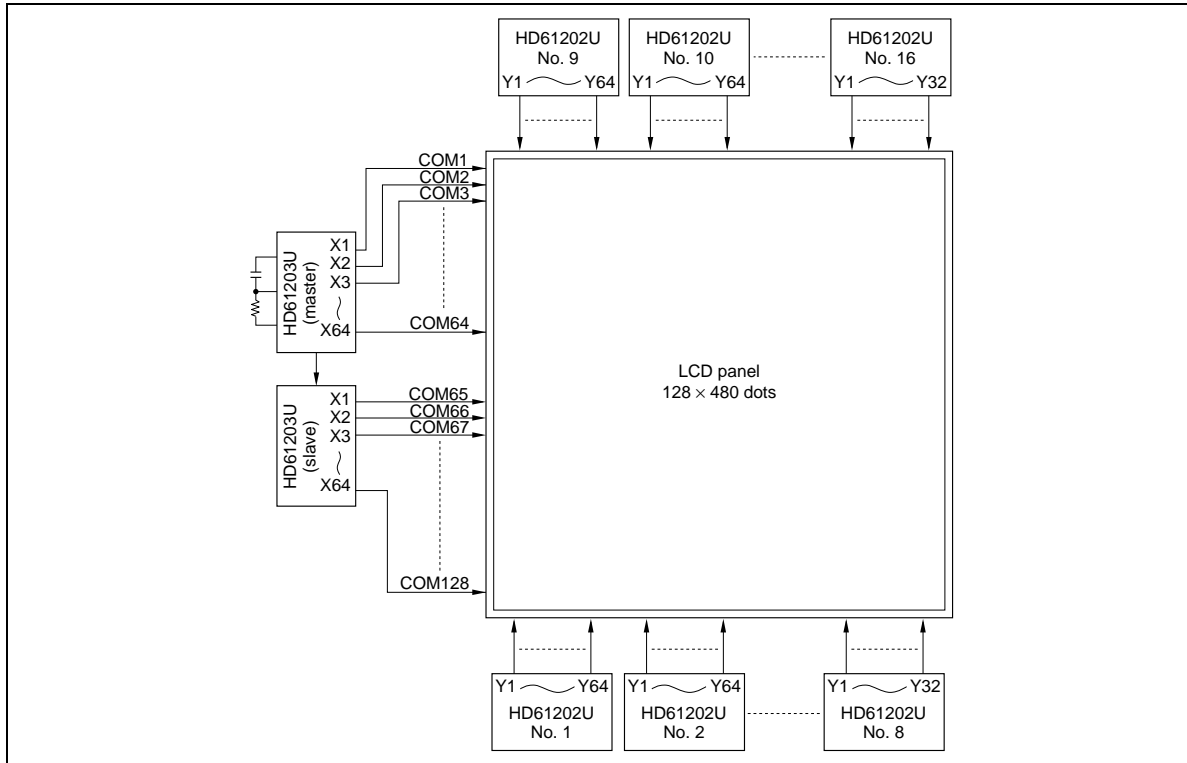 HD61202U
No. 9
Y1 Y64
HD61202U
No. 10
Y1 Y64
HD61202U
No. 16
Y1 Y32
COM1
COM2
COM3
HD61203U
(master)
X1
X2
X3
X64
COM64
HD61203U
(slave)
X1
X2
X3
X64
COM65
COM66
COM67
COM128
LCD panel
128 × 480 dots
Y1 Y64
HD61202U
No. 1
Y1 Y64
HD61202U
No. 2
Y1 Y32
HD61202U
No. 8